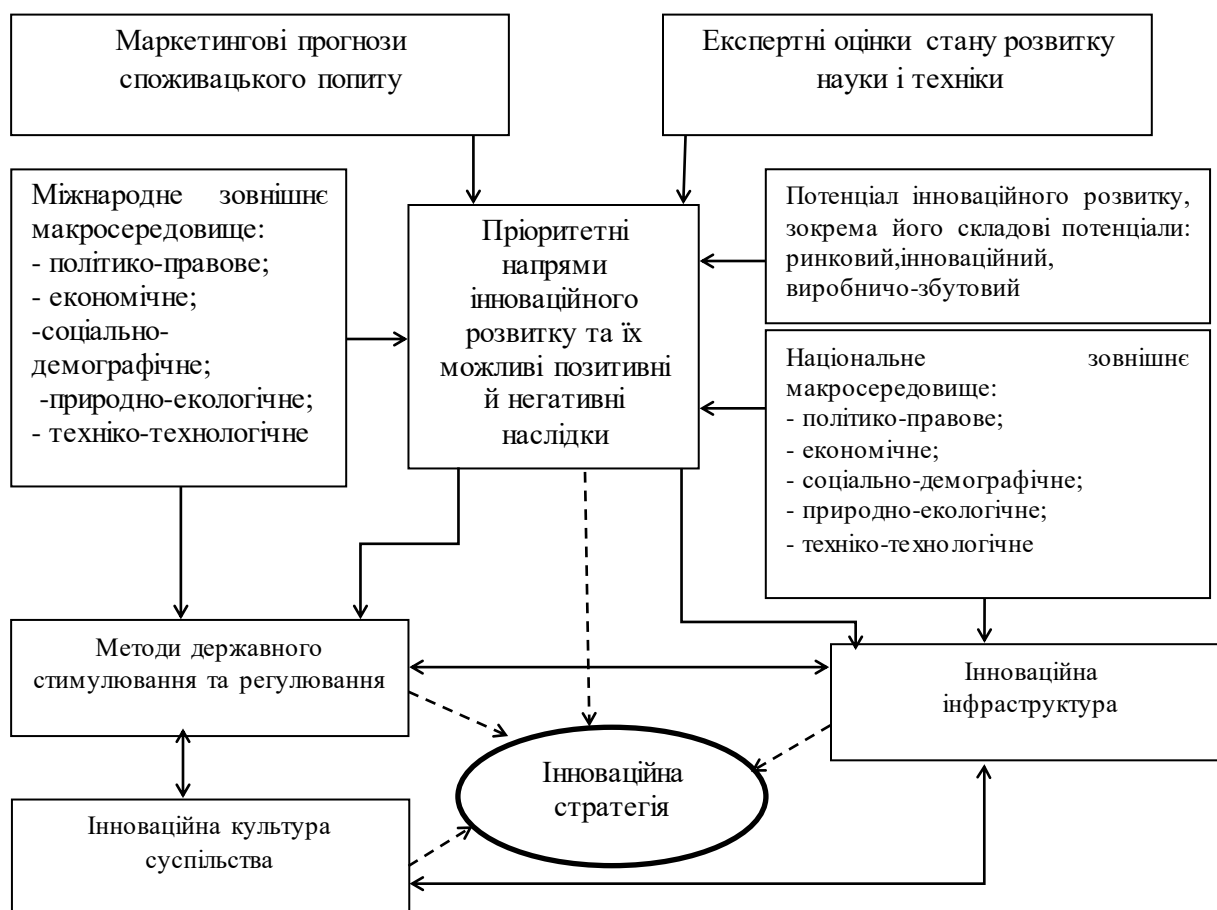 Маркетингові прогнози
споживацького попиту
Експертні оцінки стану розвитку
науки і техніки
Міжнародне зовнішнє
макросередовище:
- політико-правове;
- економічне;
-соціально-
демографічне;
-природно-екологічне;
- техніко-технологічне
Пріоритетні
напрями
інноваційного
розвитку та їх
можливі позитивні
й негативні
наслідки
Потенціал інноваційного розвитку,
зокрема його складові потенціали:
ринковий,інноваційний,
виробничо-збутовий
Національне зовнішнє
макросередовище:
- політико-правове;
- економічне;
- соціально-демографічне;
- природно-екологічне;
- техніко-технологічне
Методи державного
стимулювання та регулювання
Інноваційна
інфраструктура
Інноваційна
стратегія
Інноваційна культура
суспільства